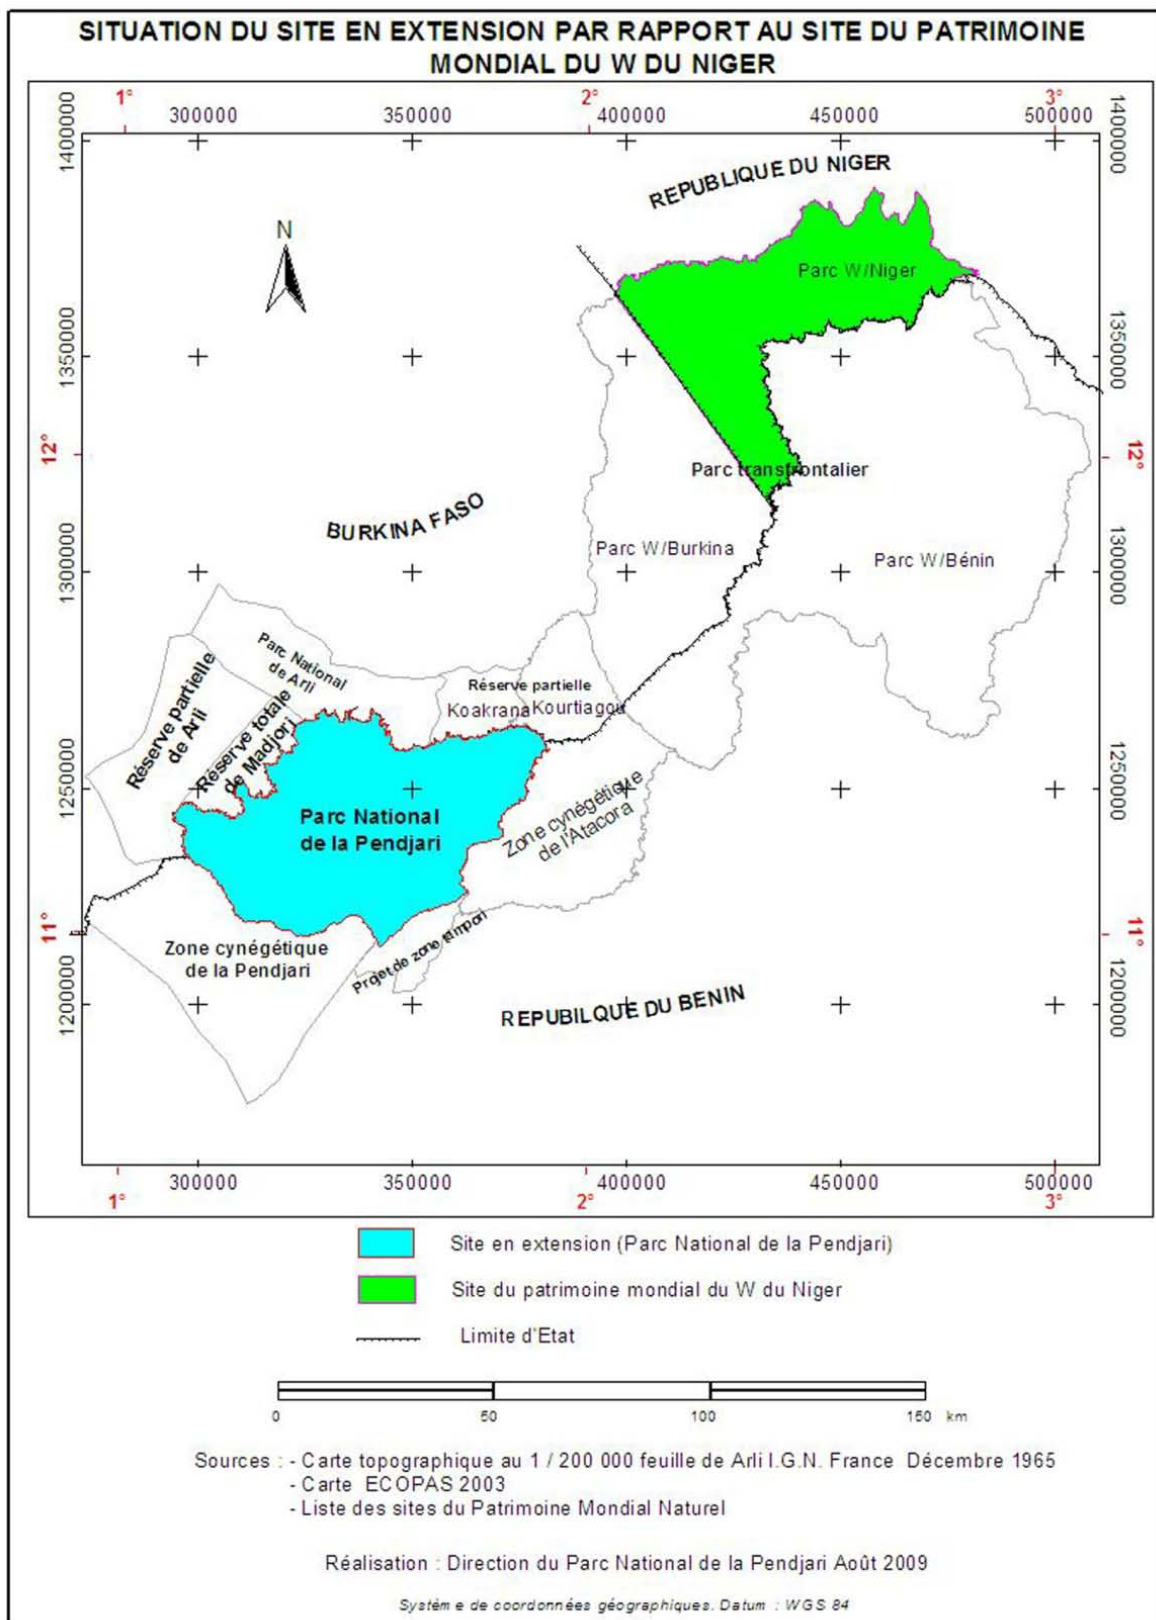 SITUATION DU SITE EN EXTENSION PAR RAPPORT AU SITE DU PATRIMOINE
MONDIAL DU W DU NIGER
1° 2° 3°
300000 350000 400000 450000 500000
1400000 1400000
REPUBLIQUE DU NIGER
N
Parc W/Niger
1350000 1350000
12° 12°
Parc transfrontalier
BURKINA FASO
Parc W/Burkina
Parc W/Bénin
1300000 1300000
Parc National
de Arli
Réserve partielle
de Arli
Réserve totale
de Madjori
Réserve partielle
Koakrana Kourtiagou
1250000 1250000
Parc National
de la Pendjari
Zone cynégétique
de l'Atacora
11° 11°
Zone cynégétique
de la Pendjari
Projet de zone tampon
REPUBILQUE DU BENIN
1200000 1200000
300000 350000 400000 450000 500000
1° 2° 3°
Site en extension (Parc National de la Pendjari)
Site du patrimoine mondial du W du Niger
Limite d'Etat
0 50 100 150 km
Sources : - Carte topographique au 1 / 200 000 feuille de Arli I.G.N. France Décembre 1965
- Carte ECOPAS 2003
- Liste des sites du Patrimoine Mondial Naturel
Réalisation : Direction du Parc National de la Pendjari Août 2009
Système de coordonnées géographiques. Datum : WGS 84